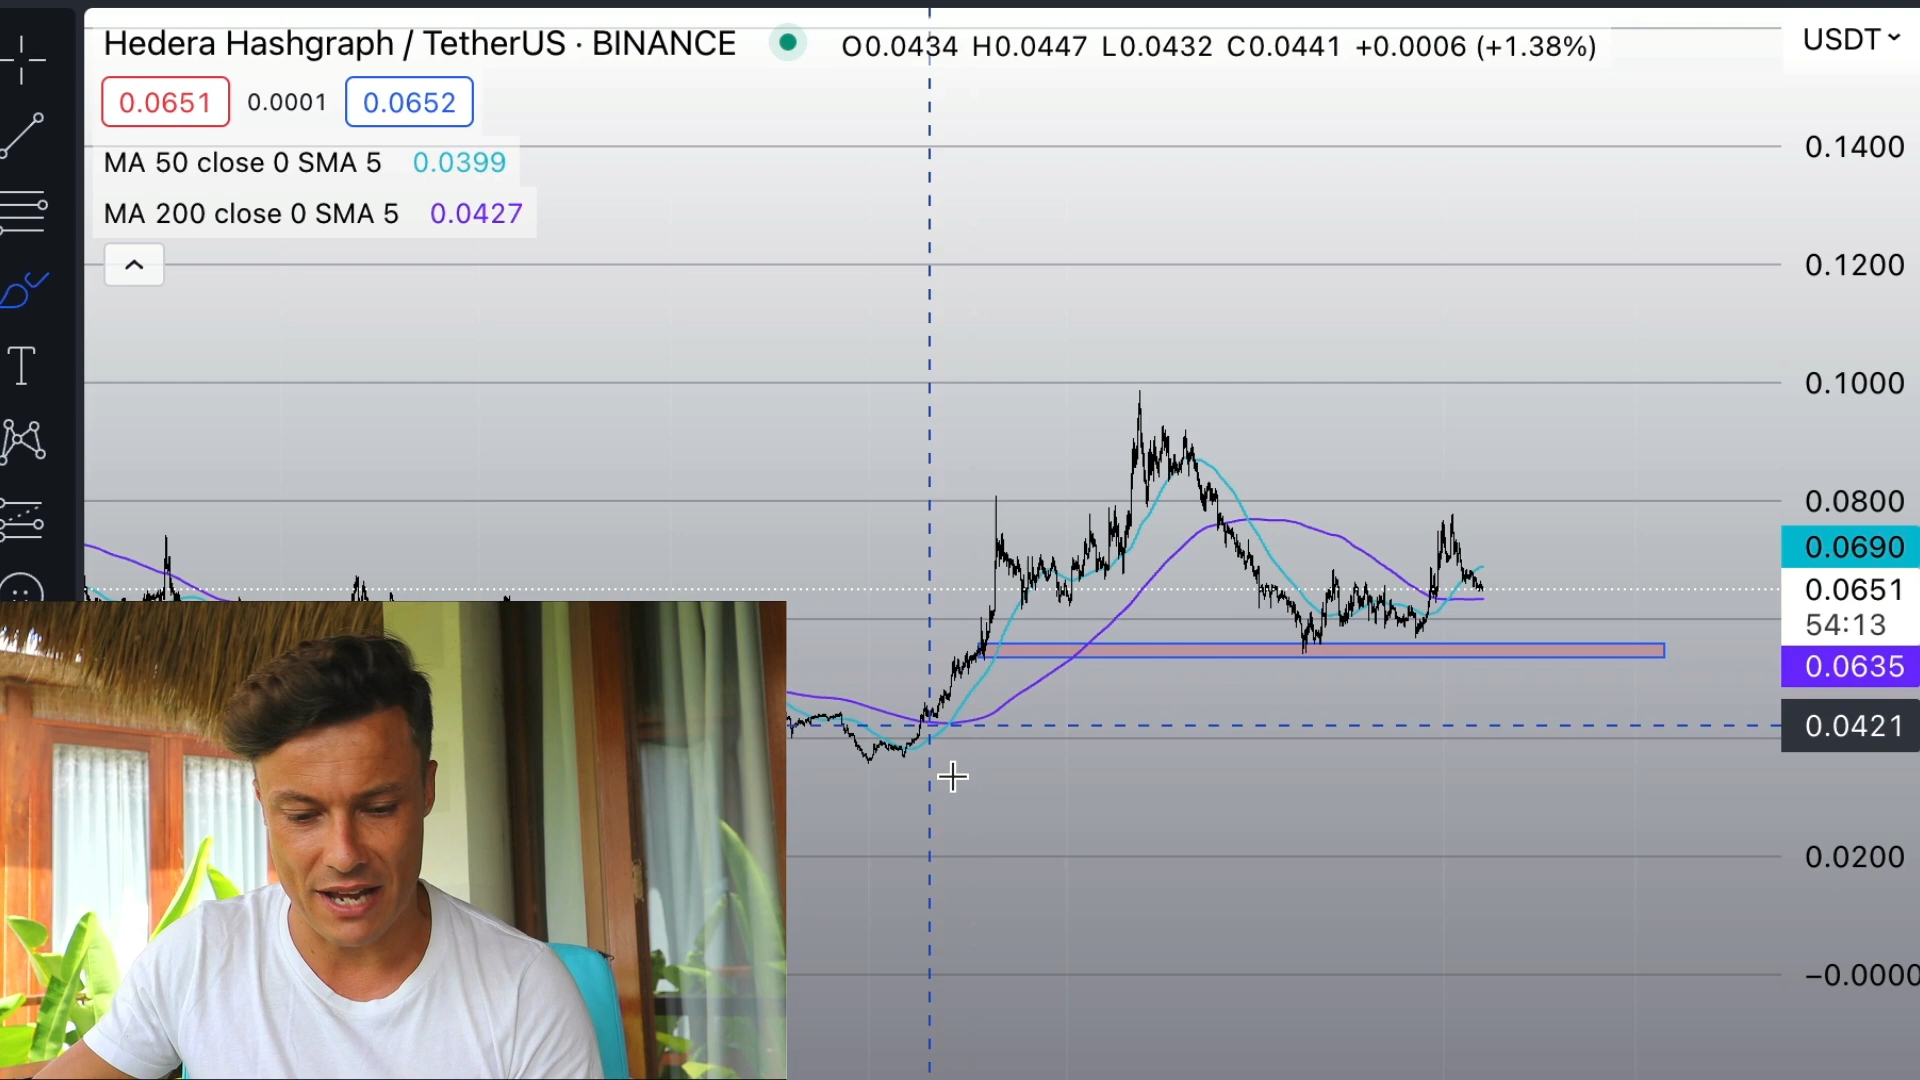 Hedera Hashgraph / TetherUS · BINANCE
O0.0434 H0.0447 L0.0432 C0.0441 +0.0006 (+1.38%)
USDT
0.0651 0.0001 0.0652
MA 50 close 0 SMA 5 0.0399
MA 200 close 0 SMA 5 0.0427
T
0.1400
0.1200
0.1000
0.0800
0.0690
0.0651
54:13
0.0635
0.0421
0.0200
−0.0000